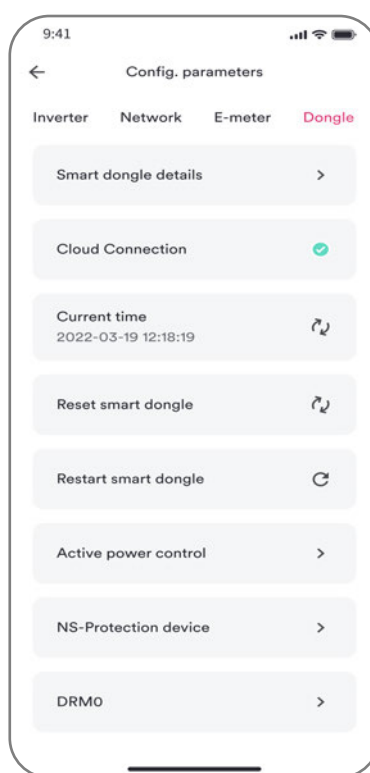 9:41
Config. parameters
Inverter Network E-meter Dongle
Smart dongle details
Cloud Connection
Current time
2022-03-19 12:18:19
Reset smart dongle
Restart smart dongle
Active power control
NS-Protection device
DRM0